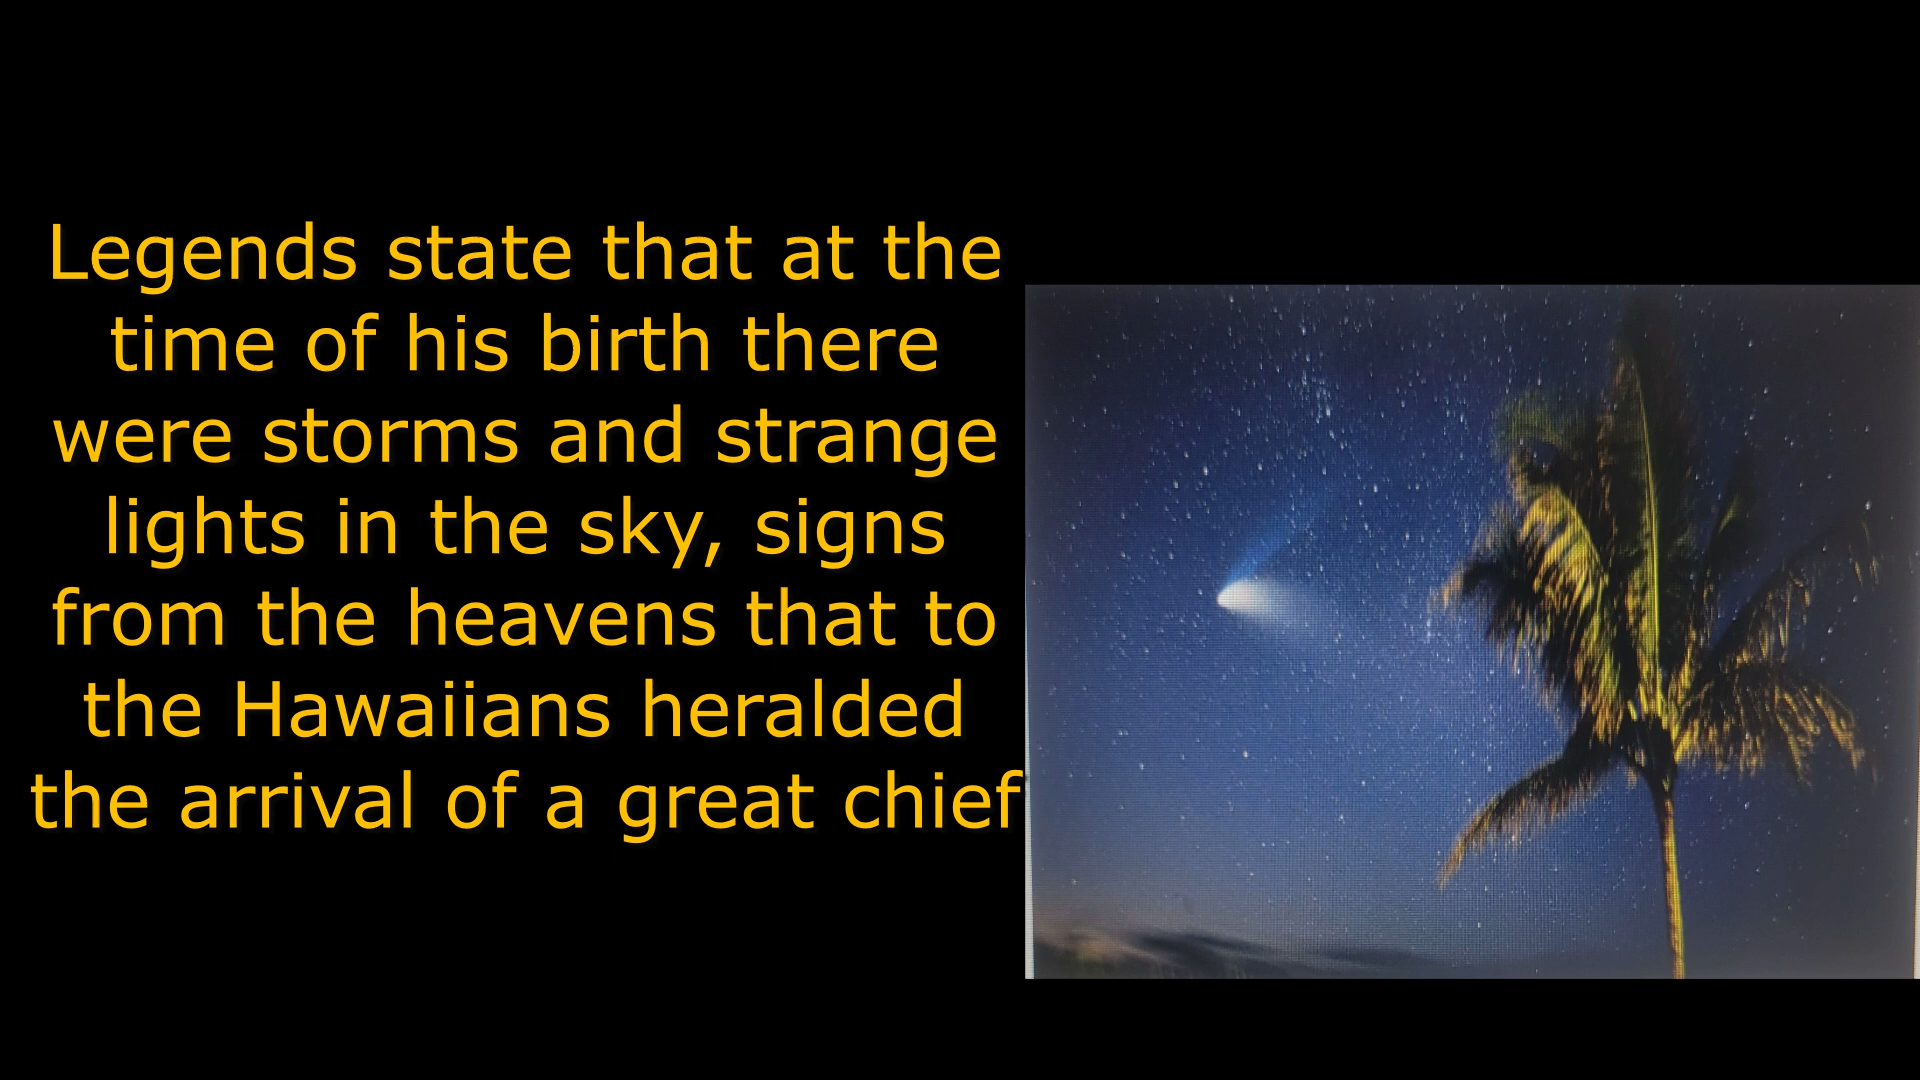 Legends state that at the
time of his birth there
were storms and strange
lights in the sky, signs
from the heavens that to
the Hawaiians heralded
the arrival of a great chief